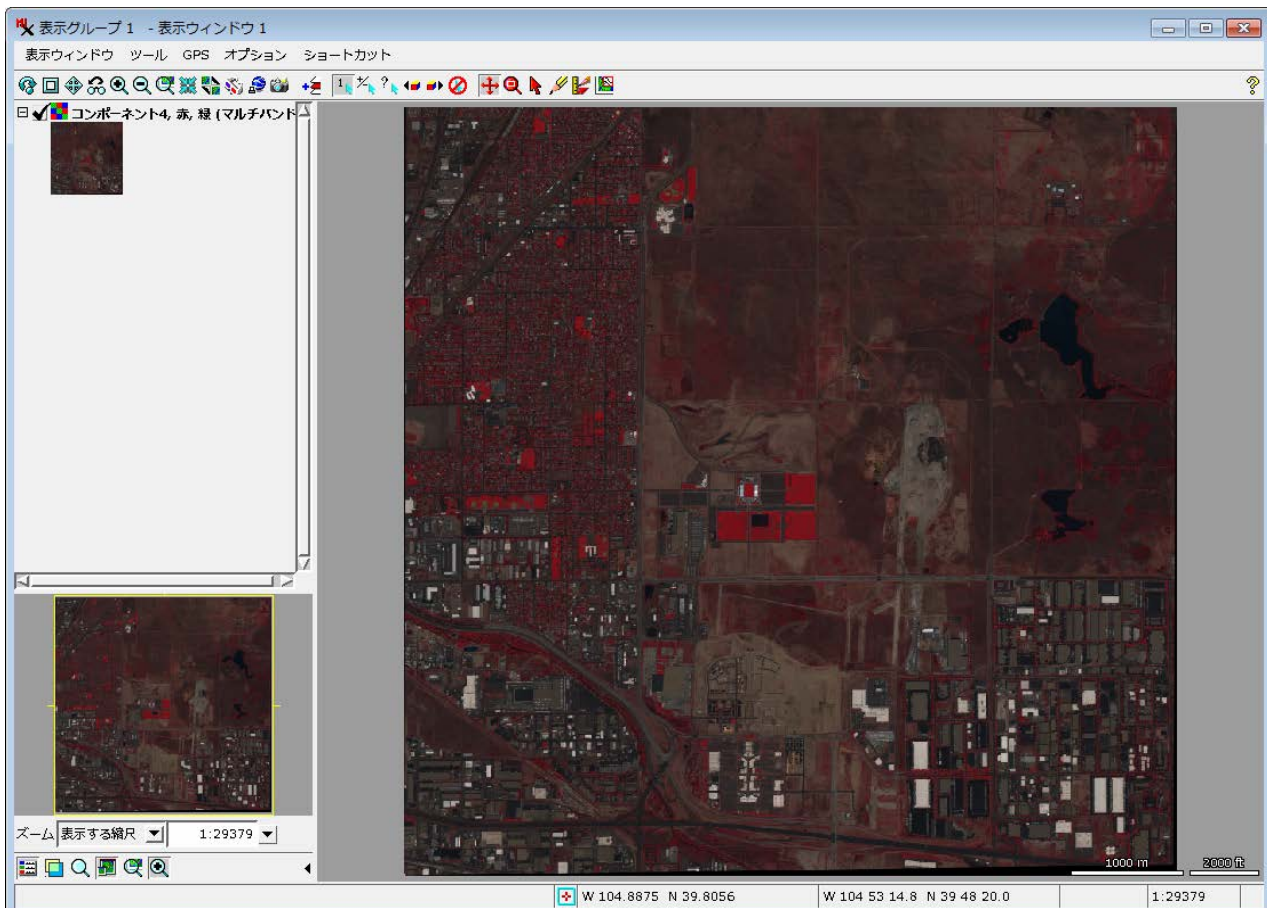 表示グループ 1 - 表示ウィンドウ 1
表示ウィンドウ ツール GPS オプション ショートカット
コンポーネント4, 赤, 緑 (マルチバンド
ズーム 表示する縮尺 1:29379
1000 m 2000 ft
W 104.8875 N 39.8056 W 104 53 14.8 N 39 48 20.0 1:29379